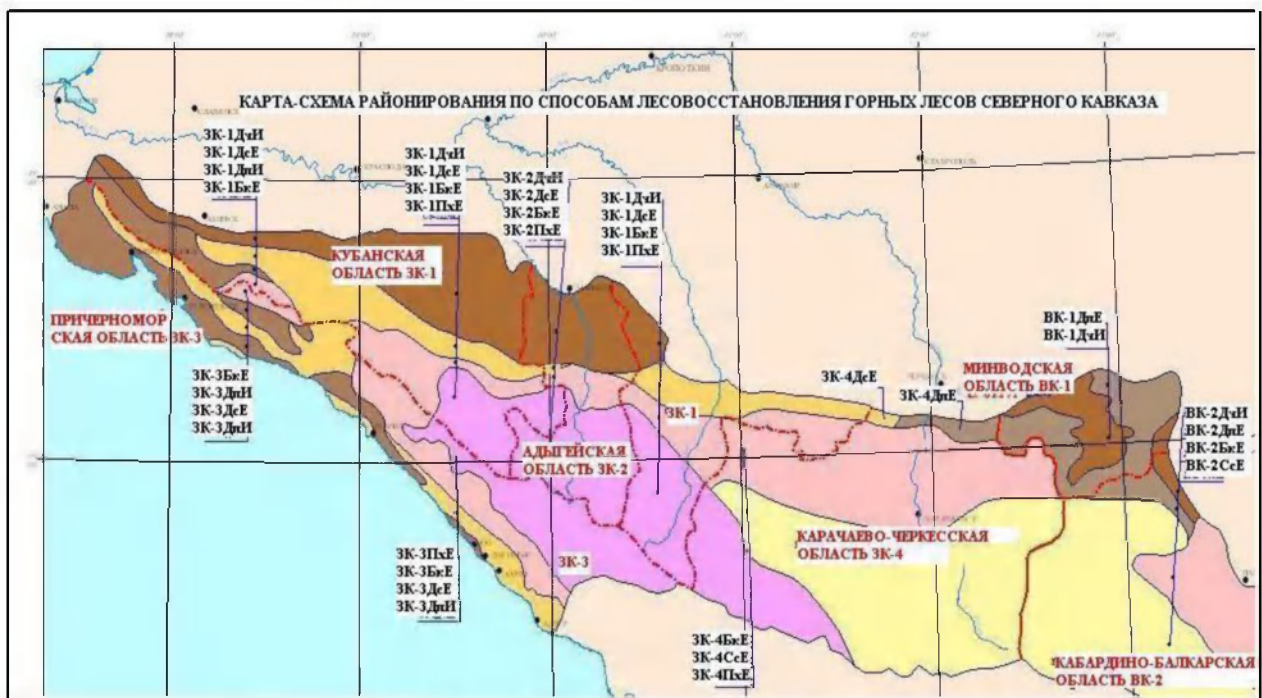 КАРТА-СХЕМА РАЙОНИРОВАНИЯ ПО СПОСОБАМ ЛЕСОВОССТАНОВЛЕНИЯ ГОРНЫХ ЛЕСОВ СЕВЕРНОГО КАВКАЗА
КРОПОТКИН
ЗК-1ДчИ
ЗК-1ДсЕ
ЗК-1ДпИ
ЗК-1БкЕ
ЗК-1ДчИ
ЗК-1ДсЕ
ЗК-1БкЕ
ЗК-1ПхЕ
ЗК-2ДчИ
ЗК-2ДсЕ
ЗК-2БкЕ
ЗК-2ПхЕ
ЗК-1ДчИ
ЗК-1ДсЕ
ЗК-1БкЕ
ЗК-1ПхЕ
КУБАНСКАЯ
ОБЛАСТЬ ЗК-1
ПРИЧЕРНОМОР
СКАЯ ОБЛАСТЬ ЗК-3
ЗК-3БкЕ
ЗК-3ДпИ
ЗК-3ДсЕ
ЗК-3ДпИ
ВК-1ДпЕ
ВК-1ДчИ
МИНВОДСКАЯ
ОБЛАСТЬ ВК-1
ЗК-4ДсЕ
ЗК-4ДпЕ
ЗК-1
ВК-2ДчИ
ВК-2ДпЕ
ВК-2БкЕ
ВК-2СсЕ
АДЫГЕЙСКАЯ
ОБЛАСТЬ ЗК-2
КАРАЧАЕВО-ЧЕРКЕССКАЯ
ОБЛАСТЬ ЗК-4
ЗК-3
ЗК-3ПхЕ
ЗК-3БкЕ
ЗК-3ДсЕ
ЗК-3ДпИ
ЗК-4БкЕ
ЗК-4СсЕ
ЗК-4ПхЕ
КАБАРДИНО-БАЛКАРСКАЯ
ОБЛАСТЬ ВК-2